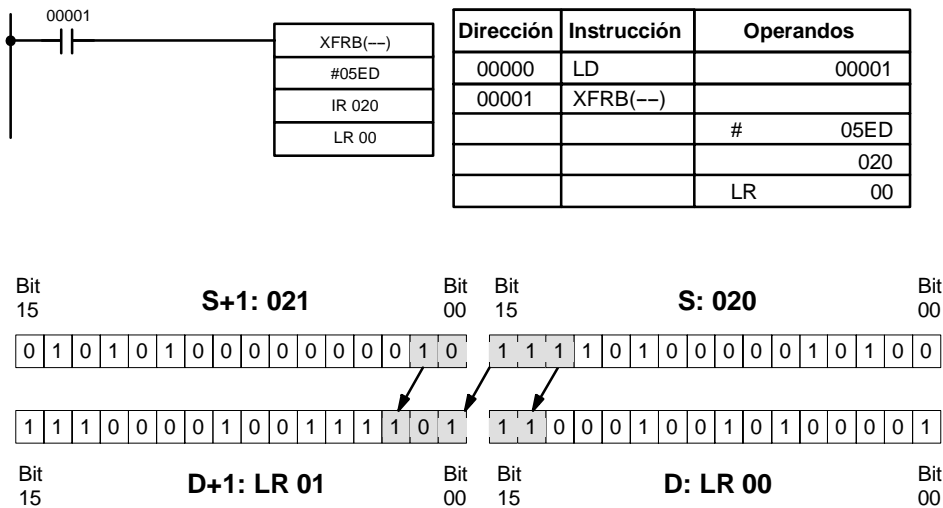 00001
XFRB(––)
#05ED
IR 020
LR 00
Dirección Instrucción Operandos
00000 LD 00001
00001 XFRB(––)
# 05ED
020
LR 00
Bit 15 S+1: 021 Bit 00 Bit 15 S: 020 Bit 00
0 1 0 1 0 1 0 0 0 0 0 0 0 0 1 0 1 1 1 1 0 1 0 0 0 0 0 1 0 1 0 0
1 1 1 0 0 0 0 1 0 0 1 1 1 1 0 1 1 1 0 0 0 1 0 0 1 0 1 0 0 0 0 1
Bit 15 D+1: LR 01 Bit 00 Bit 15 D: LR 00 Bit 00